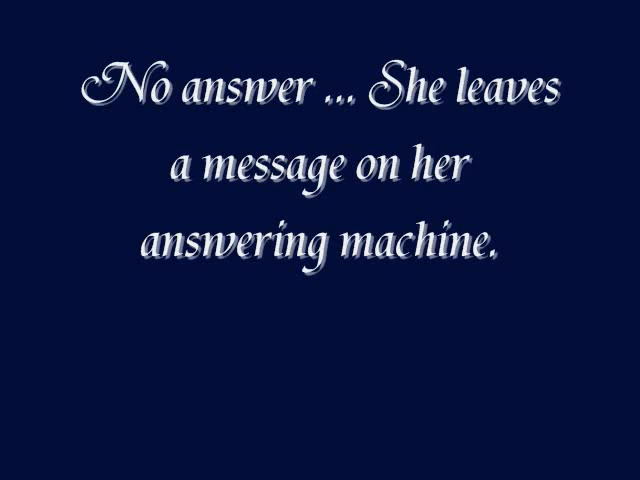 No answer ... She leaves
a message on her
answering machine.